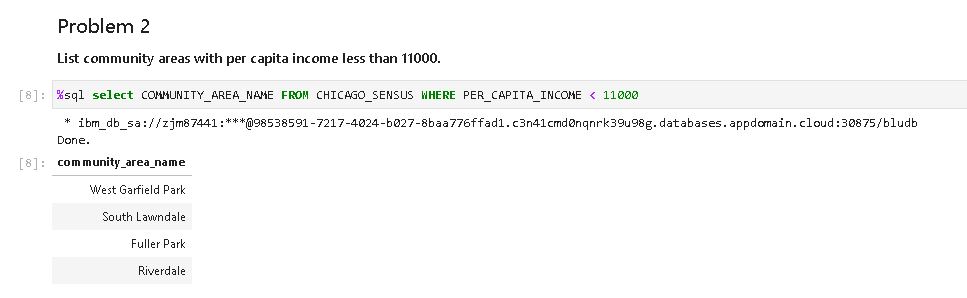 Problem 2
List community areas with per capita income less than 11000.
[8]: %sql select COMMUNITY_AREA_NAME FROM CHICAGO_SENSUS WHERE PER_CAPITA_INCOME < 11000
* ibm_db_sa://zjm87441:***@98538591-7217-4024-b027-8baa776ffad1.c3n41cmd0nqnrk39u98g.databases.appdomain.cloud:30875/bludb
Done.
[8]: community_area_name
West Garfield Park
South Lawndale
Fuller Park
Riverdale